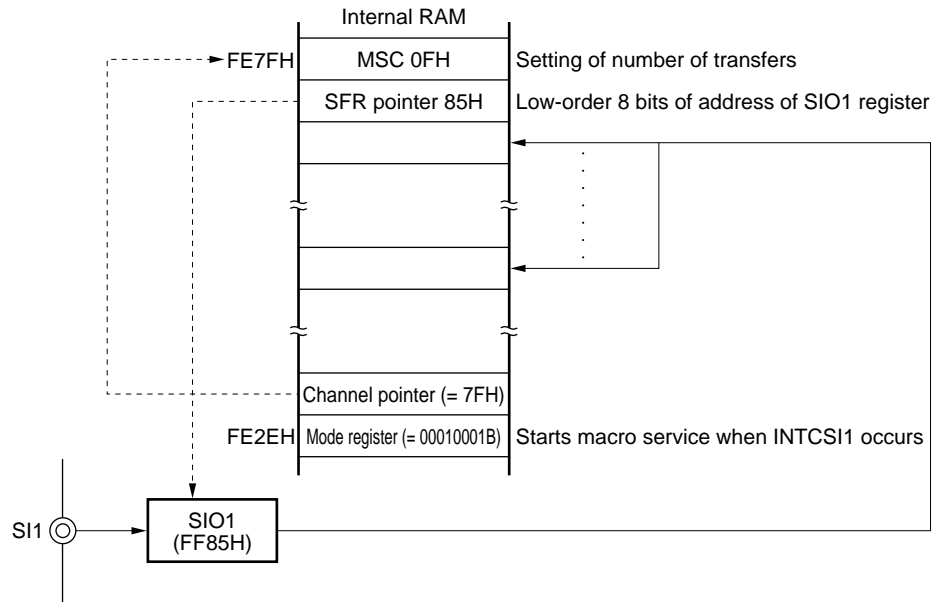 Internal RAM
FE7FH MSC 0FH Setting of number of transfers
SFR pointer 85H Low-order 8 bits of address of SIO1 register
Channel pointer (= 7FH)
FE2EH Mode register (= 00010001B) Starts macro service when INTCSI1 occurs
SI1 SIO1
(FF85H)